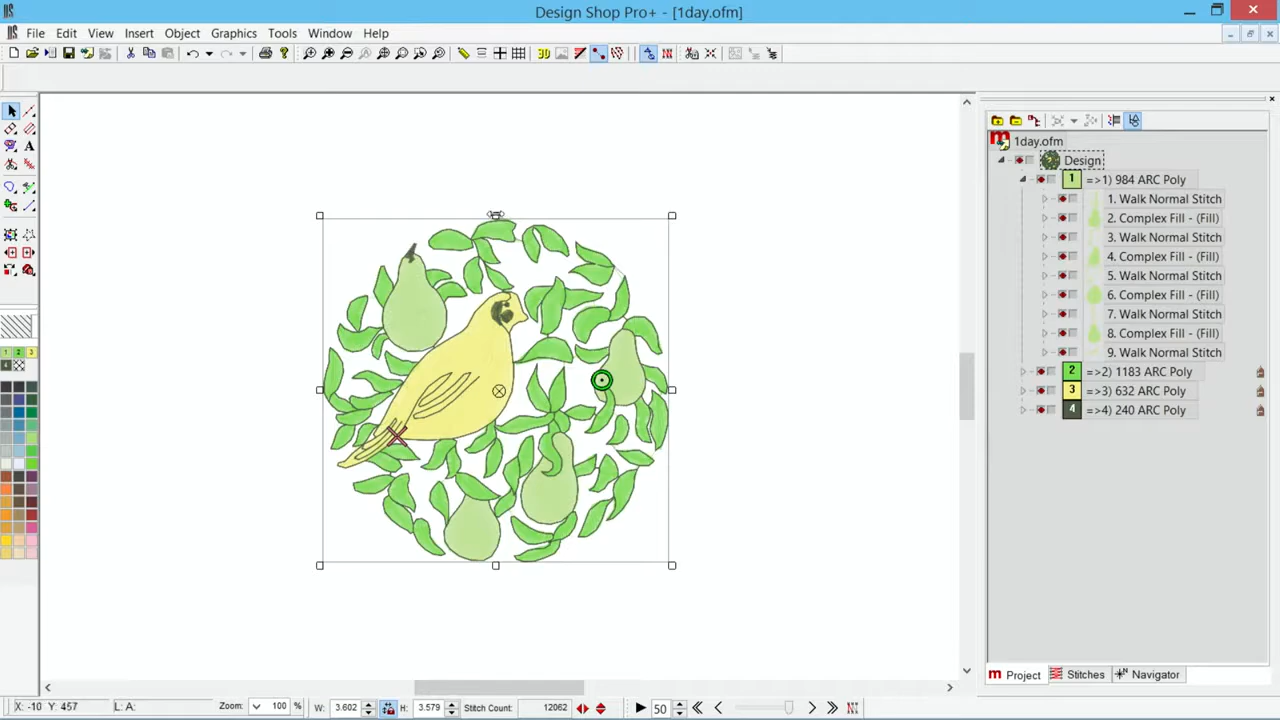 Design Shop Pro+ - [1day.ofm]
File Edit View Insert Object Graphics Tools Window Help
1day.ofm
Design
1 =>1) 984 ARC Poly
1. Walk Normal Stitch
2. Complex Fill - (Fill)
3. Walk Normal Stitch
4. Complex Fill - (Fill)
5. Walk Normal Stitch
6. Complex Fill - (Fill)
7. Walk Normal Stitch
8. Complex Fill - (Fill)
9. Walk Normal Stitch
2 =>2) 1183 ARC Poly
3 =>3) 632 ARC Poly
4 =>4) 240 ARC Poly
Project Stitches Navigator
X: -10 Y: 457 L: A: Zoom: 100 % W: 3.602 H: 3.579 Stitch Count: 12062 50